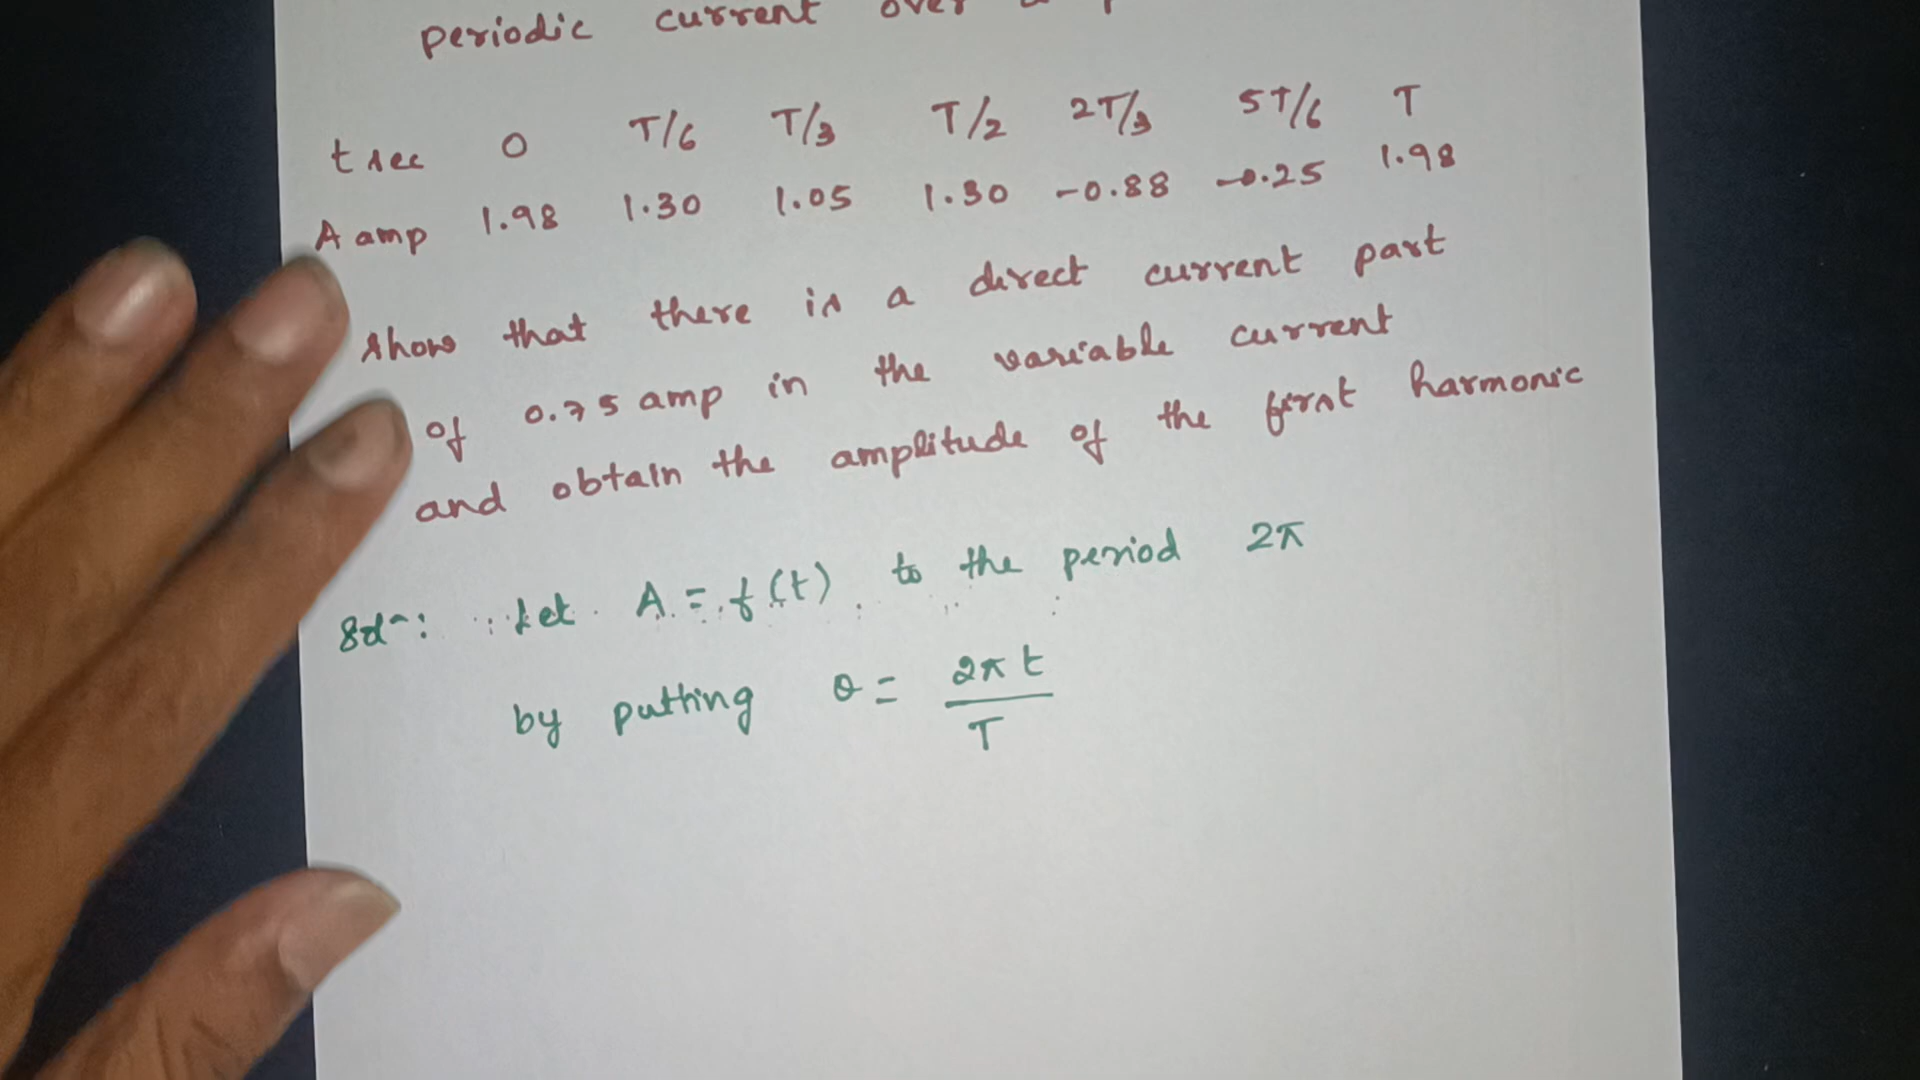 periodic current over a
t sec 0 T/6 T/3 T/2 2T/3 5T/6 T
A amp 1.98 1.30 1.05 1.30 -0.88 -0.25 1.98
Show that there is a direct current part
of 0.75 amp in the variable current
and obtain the amplitude of the first harmonic
Soln: Let A = f(t) to the period 2π
by putting θ = 2πt / T